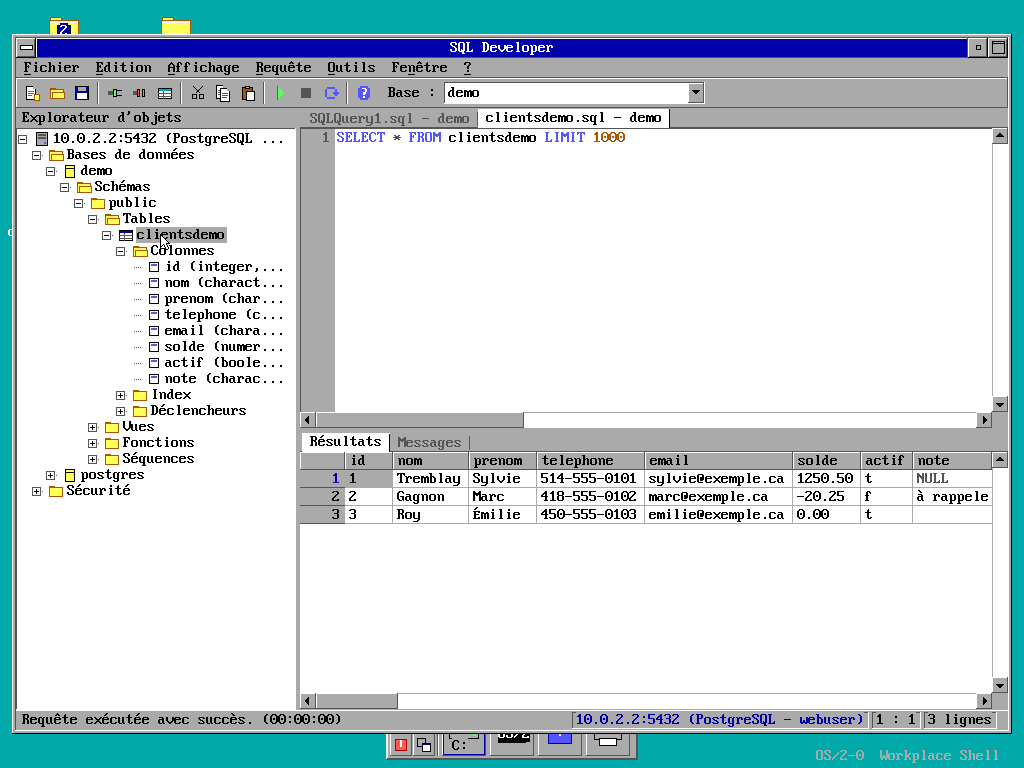 SQL Developer
Fichier Edition Affichage Requête Outils Fenêtre ?
Base : demo
Explorateur d'objets
SQLQuery1.sql - demo clientsdemo.sql - demo
10.0.2.2:5432 (PostgreSQL ...
Bases de données
demo
Schémas
public
Tables
clientsdemo
Colonnes
id (integer,...
nom (charact...
prenom (char...
telephone (c...
email (chara...
solde (numer...
actif (boole...
note (charac...
Index
Déclencheurs
Vues
Fonctions
Séquences
postgres
Sécurité
1 SELECT * FROM clientsdemo LIMIT 1000
Résultats Messages
id nom prenom telephone email solde actif note
1 1 Tremblay Sylvie 514-555-0101 sylvie@exemple.ca 1250.50 t NULL
2 2 Gagnon Marc 418-555-0102 marc@exemple.ca -20.25 f à rappele
3 3 Roy Émilie 450-555-0103 emilie@exemple.ca 0.00 t
Requête exécutée avec succès. (00:00:00) 10.0.2.2:5432 (PostgreSQL - webuser) 1 : 1 3 lignes
C:
OS/2-0 Workplace Shell